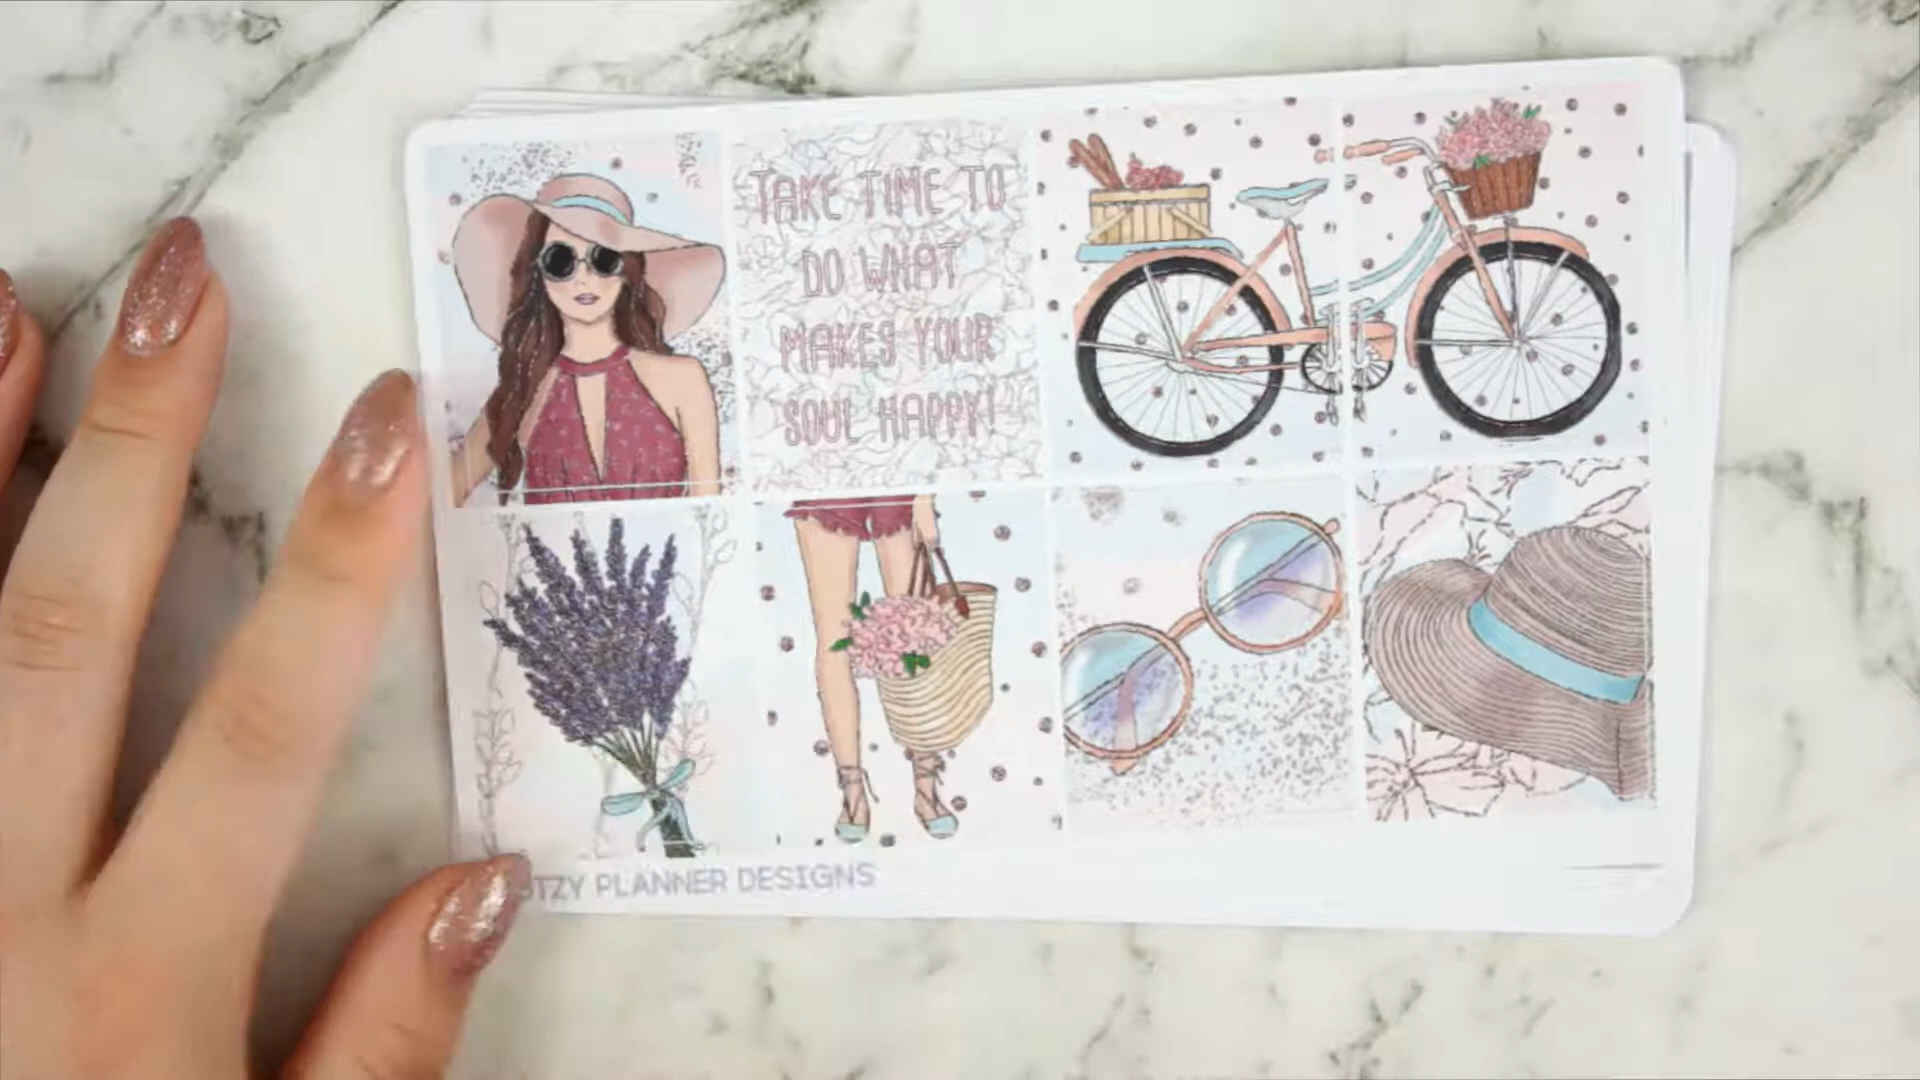 TAKE TIME TO
DO WHAT
MAKES YOUR
SOUL HAPPY!
PLANNER DESIGNS